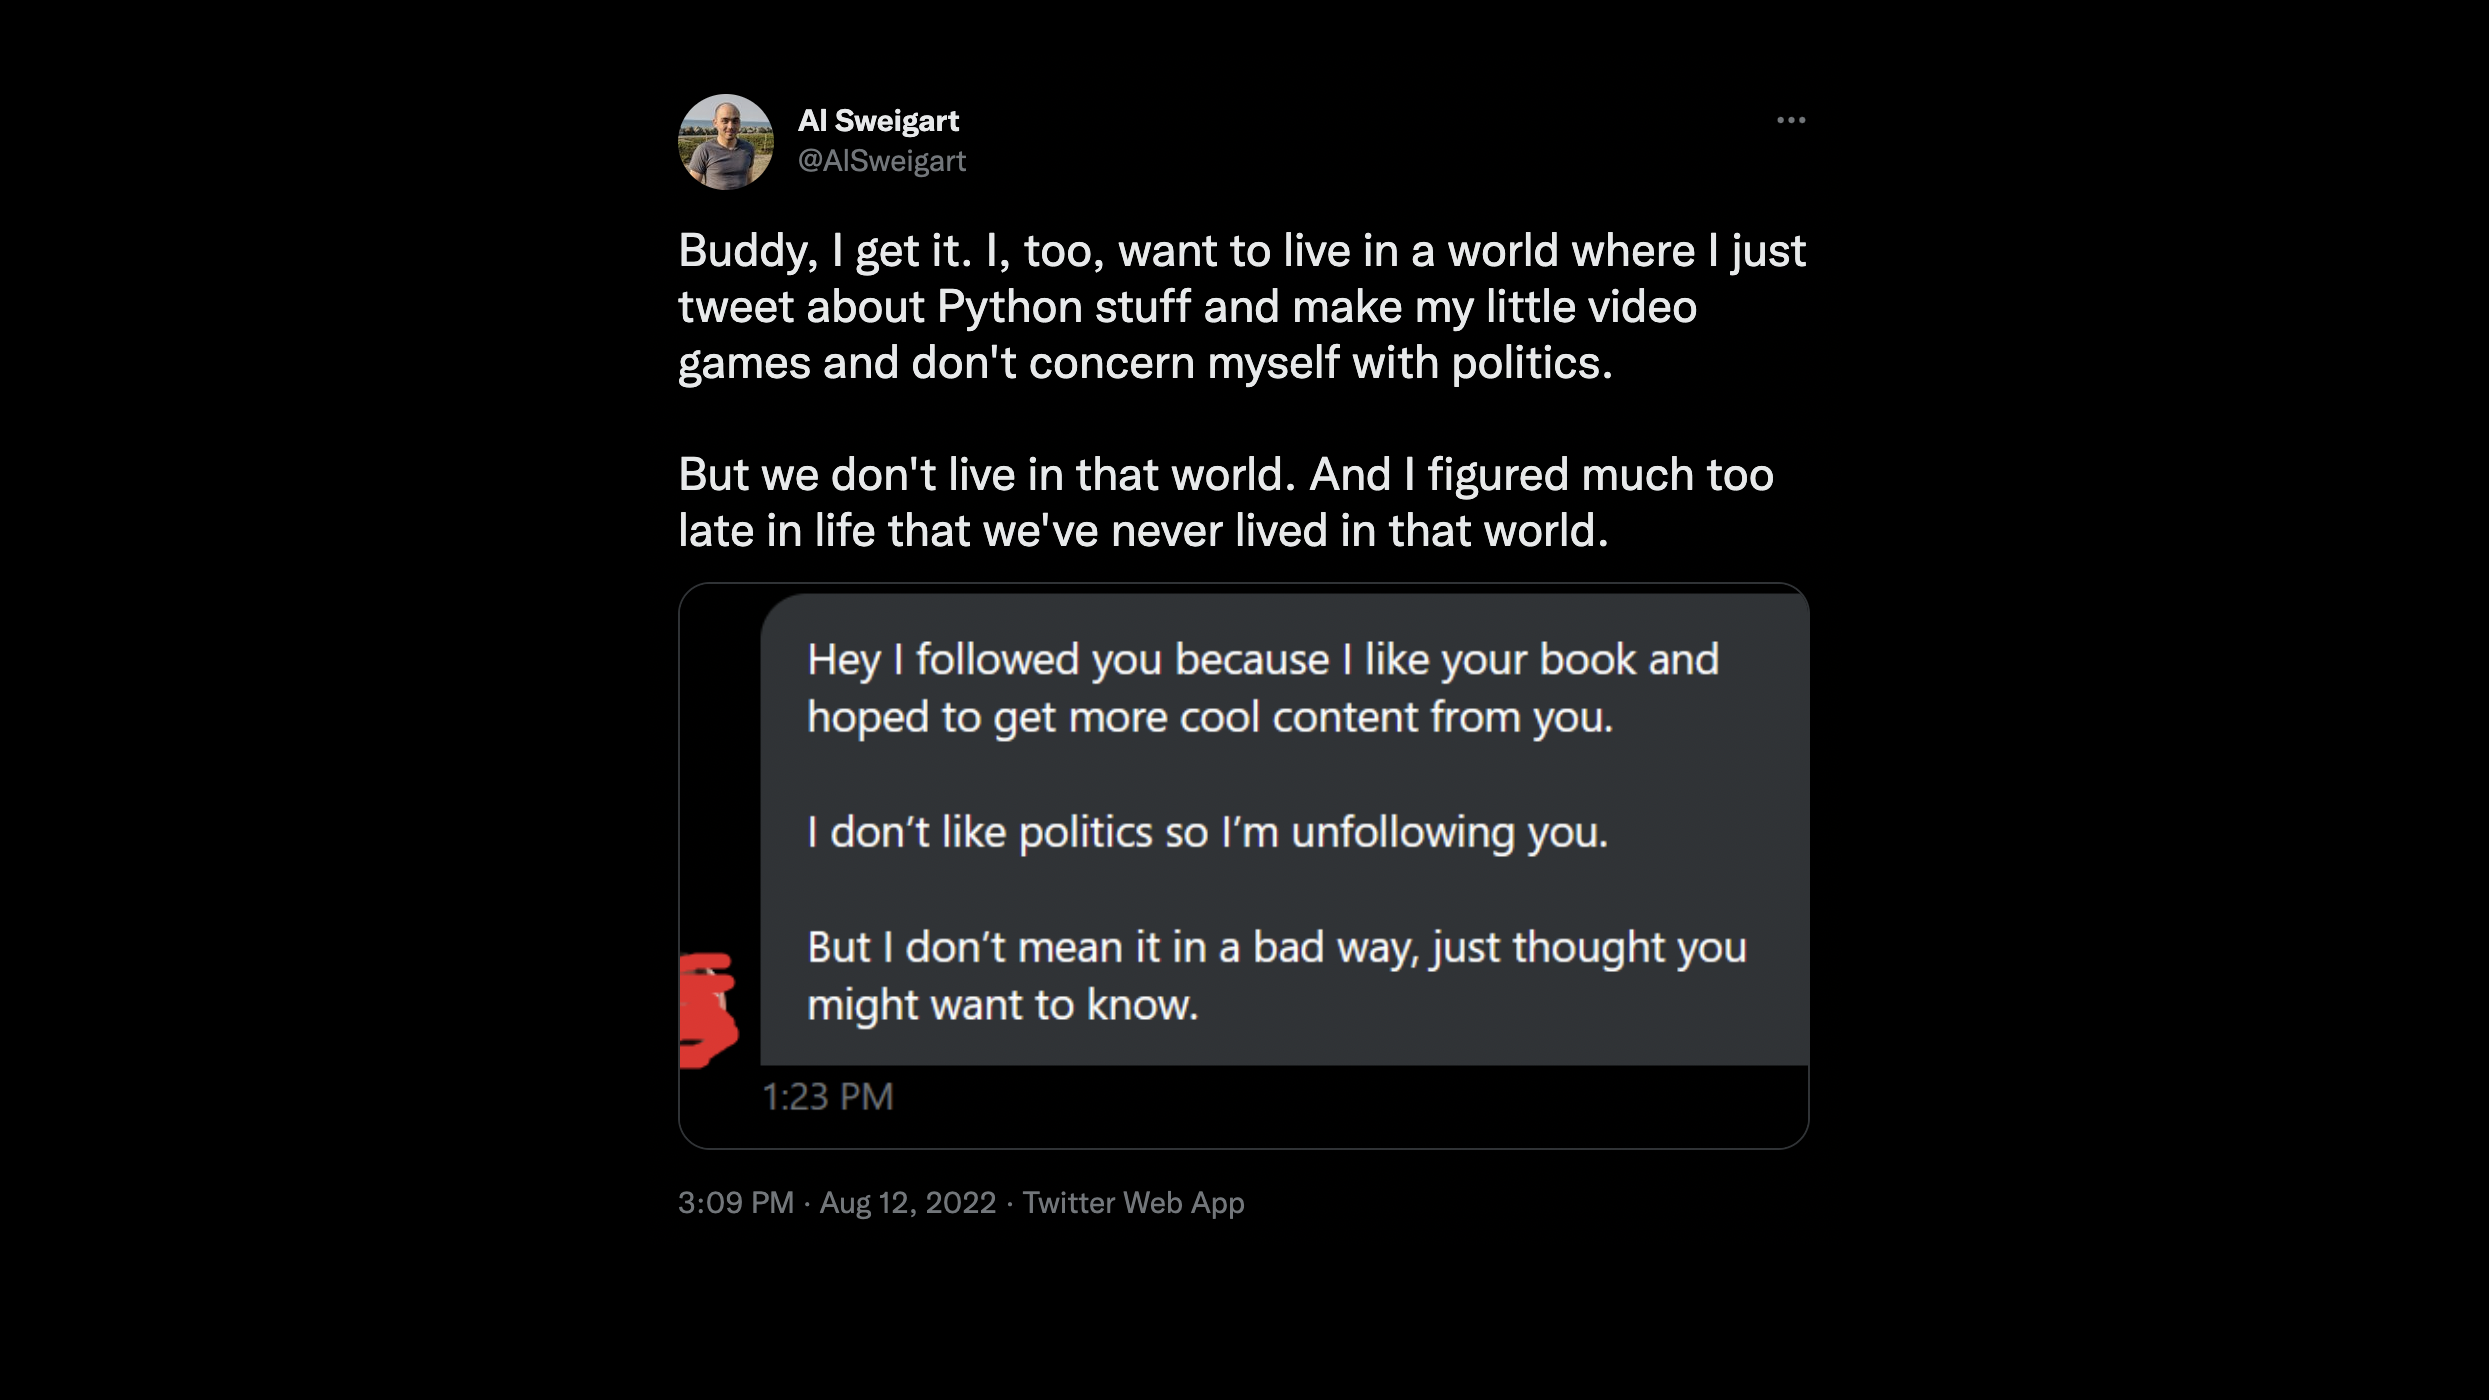 Al Sweigart
@AlSweigart
Buddy, I get it. I, too, want to live in a world where I just
tweet about Python stuff and make my little video
games and don't concern myself with politics.
But we don't live in that world. And I figured much too
late in life that we've never lived in that world.
Hey I followed you because I like your book and
hoped to get more cool content from you.
I don’t like politics so I’m unfollowing you.
But I don’t mean it in a bad way, just thought you
might want to know.
1:23 PM
3:09 PM · Aug 12, 2022 · Twitter Web App